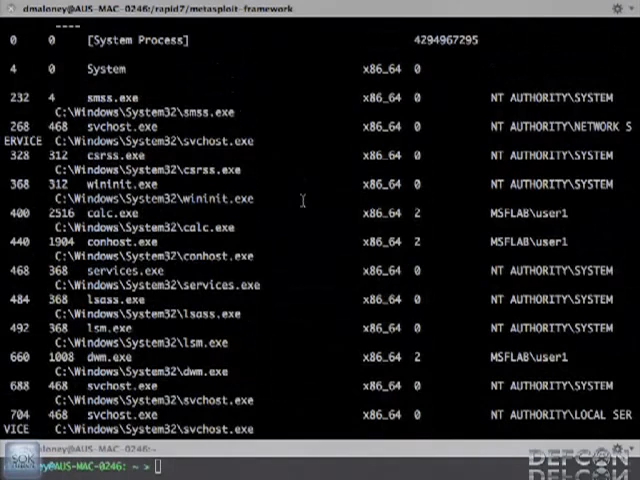 dmaloney@AUS-MAC-0246:/rapid7/metasploit-framework
----
0 0 [System Process] 4294967295
4 0 System x86_64 0
232 4 smss.exe x86_64 0 NT AUTHORITY\SYSTEM
C:\Windows\System32\smss.exe
268 468 svchost.exe x86_64 0 NT AUTHORITY\NETWORK S
ERVICE C:\Windows\System32\svchost.exe
328 312 csrss.exe x86_64 0 NT AUTHORITY\SYSTEM
C:\Windows\System32\csrss.exe
368 312 wininit.exe x86_64 0 NT AUTHORITY\SYSTEM
C:\Windows\System32\wininit.exe
400 2516 calc.exe x86_64 2 MSFLAB\user1
C:\Windows\System32\calc.exe
440 1904 conhost.exe x86_64 2 MSFLAB\user1
C:\Windows\System32\conhost.exe
468 368 services.exe x86_64 0 NT AUTHORITY\SYSTEM
C:\Windows\System32\services.exe
484 368 lsass.exe x86_64 0 NT AUTHORITY\SYSTEM
C:\Windows\System32\lsass.exe
492 368 lsm.exe x86_64 0 NT AUTHORITY\SYSTEM
C:\Windows\System32\lsm.exe
660 1008 dwm.exe x86_64 2 MSFLAB\user1
C:\Windows\System32\dwm.exe
688 468 svchost.exe x86_64 0 NT AUTHORITY\SYSTEM
C:\Windows\System32\svchost.exe
704 468 svchost.exe x86_64 0 NT AUTHORITY\LOCAL SER
VICE C:\Windows\System32\svchost.exe
dmaloney@AUS-MAC-0246:~
@AUS-MAC-0246: ~ >
SOK
DEFCON
DEFCON